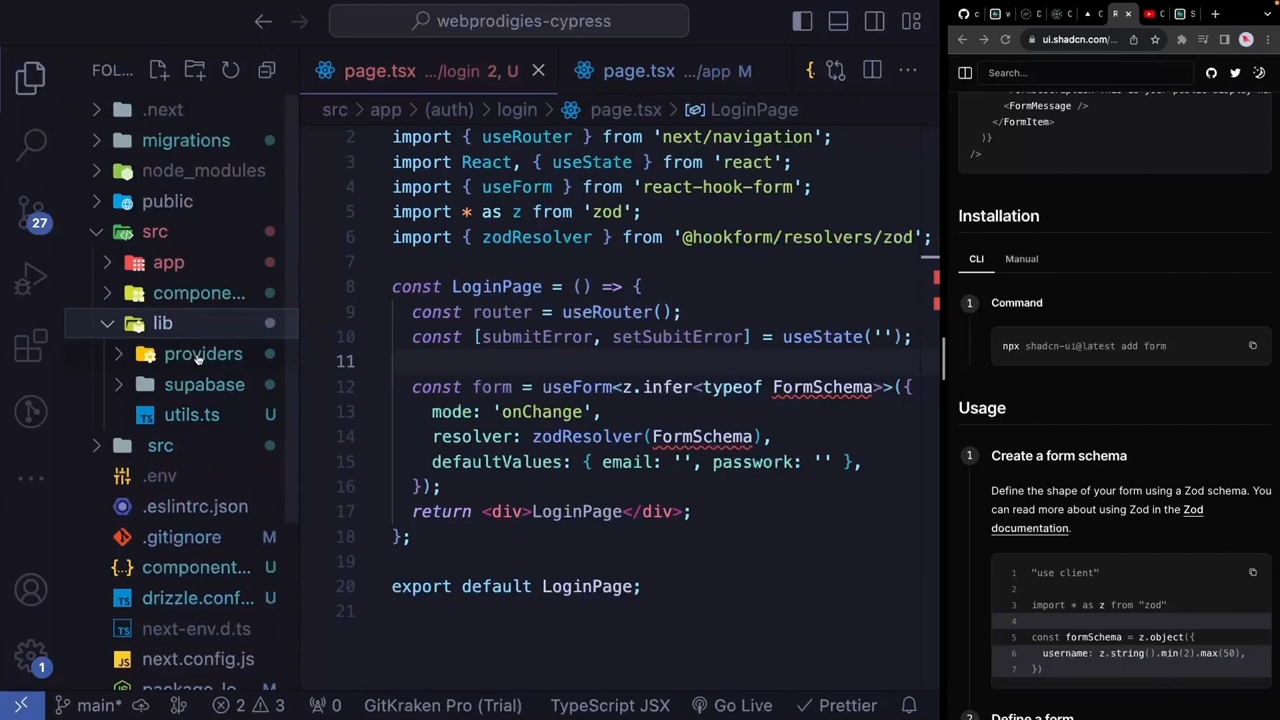 webprodigies-cypress
FOL...
.next
migrations
node_modules
public
src
app
compone...
lib
providers
supabase
TS utils.ts U
src
.env
.eslintrc.json
.gitignore M
{..} component... U
drizzle.conf... U
TS next-env.d.ts
JS next.config.js
27
1
page.tsx .../login 2, U
page.tsx .../app M
{
src > app > (auth) > login > page.tsx > LoginPage
2 import { useRouter } from 'next/navigation';
3 import React, { useState } from 'react';
4 import { useForm } from 'react-hook-form';
5 import * as z from 'zod';
6 import { zodResolver } from '@hookform/resolvers/zod';
7
8 const LoginPage = () => {
9 const router = useRouter();
10 const [submitError, setSubitError] = useState('');
11
12 const form = useForm<z.infer<typeof FormSchema>>({
13 mode: 'onChange',
14 resolver: zodResolver(FormSchema),
15 defaultValues: { email: '', passwork: '' },
16 });
17 return <div>LoginPage</div>;
18 };
19
20 export default LoginPage;
21
main*
2 3
0
GitKraken Pro (Trial)
TypeScript JSX
Go Live
Prettier
ui.shadcn.com...
Search...
<FormMessage />
</FormItem>
)}
/>
Installation
CLI Manual
1 Command
npx shadcn-ui@latest add form
Usage
1 Create a form schema
Define the shape of your form using a Zod schema. You
can read more about using Zod in the Zod
documentation.
1 "use client"
2
3 import * as z from "zod"
4
5 const formSchema = z.object({
6 username: z.string().min(2).max(50),
7 })
2 Define a form